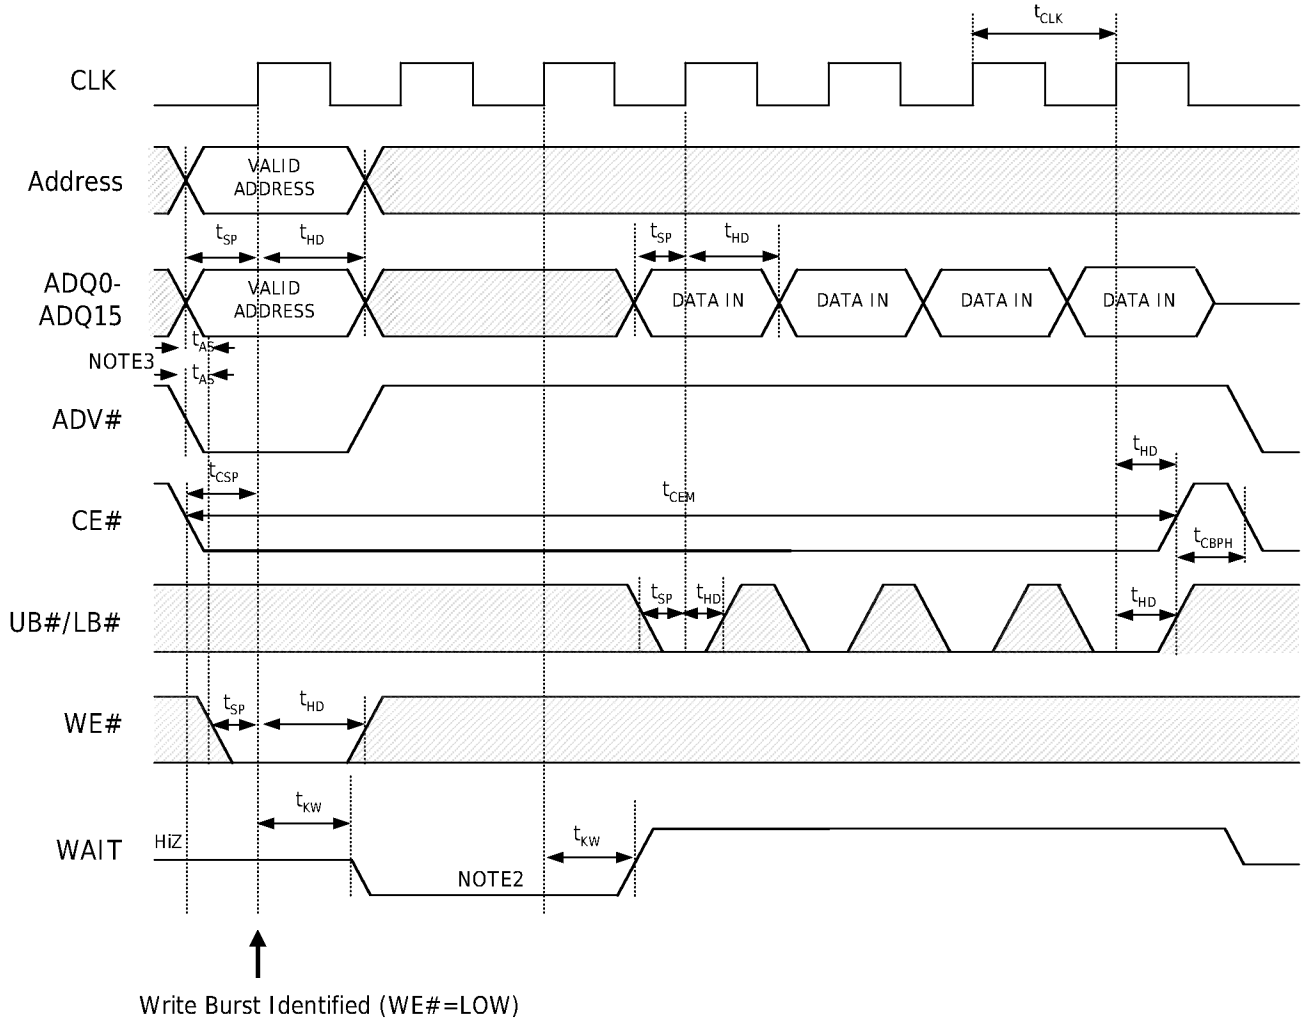 tCLK
CLK
Address
VALID
ADDRESS
tSP
tHD
tSP
tHD
ADQ0-
ADQ15
VALID
ADDRESS
DATA IN
DATA IN
DATA IN
DATA IN
tAS
NOTE3
tAS
ADV#
tHD
tCSP
tCEM
CE#
tCBPH
tSP
tHD
tHD
UB#/LB#
tSP
tHD
WE#
tKW
HiZ
tKW
WAIT
NOTE2
Write Burst Identified (WE#=LOW)